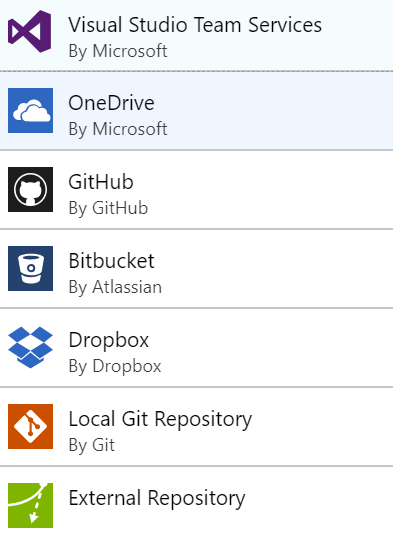 Visual Studio Team Services
By Microsoft
OneDrive
By Microsoft
GitHub
By GitHub
Bitbucket
By Atlassian
Dropbox
By Dropbox
Local Git Repository
By Git
External Repository